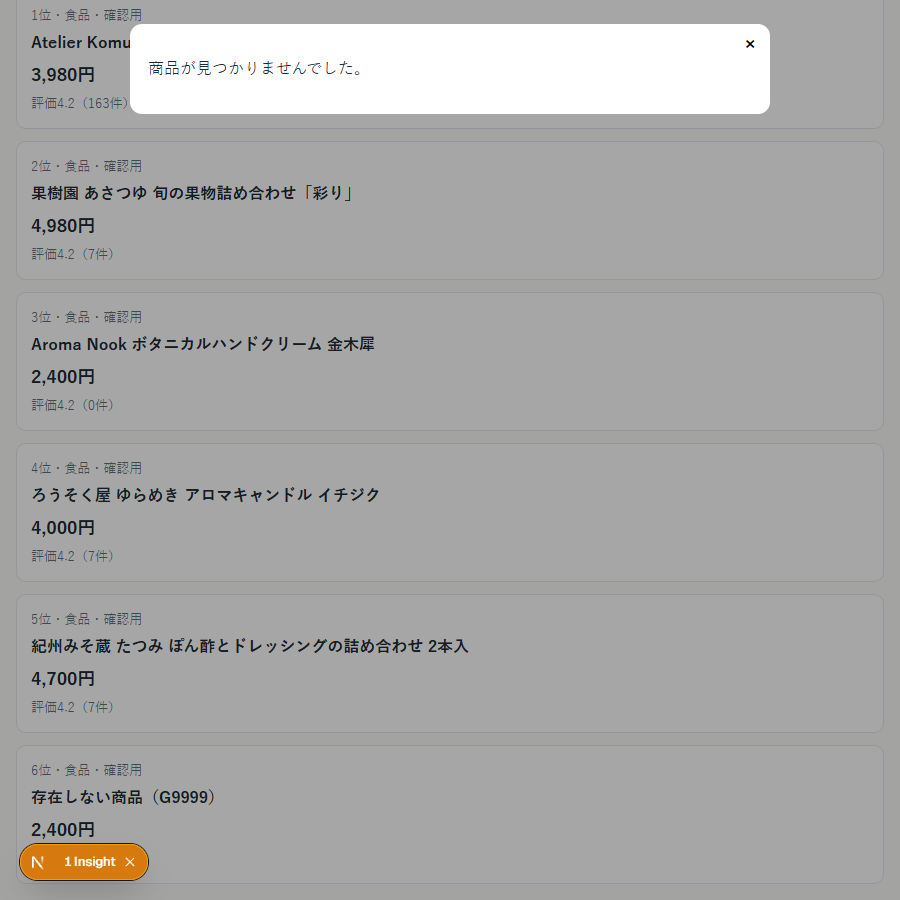 1位・食品・確認用
Atelier Komu
3,980円
評価4.2（163件）
×
商品が見つかりませんでした。
2位・食品・確認用
果樹園 あさつゆ 旬の果物詰め合わせ「彩り」
4,980円
評価4.2（7件）
3位・食品・確認用
Aroma Nook ボタニカルハンドクリーム 金木犀
2,400円
評価4.2（0件）
4位・食品・確認用
ろうそく屋 ゆらめき アロマキャンドル イチジク
4,000円
評価4.2（7件）
5位・食品・確認用
紀州みそ蔵 たつみ ぽん酢とドレッシングの詰め合わせ 2本入
4,700円
評価4.2（7件）
6位・食品・確認用
存在しない商品（G9999）
2,400円
N 1 Insight ×